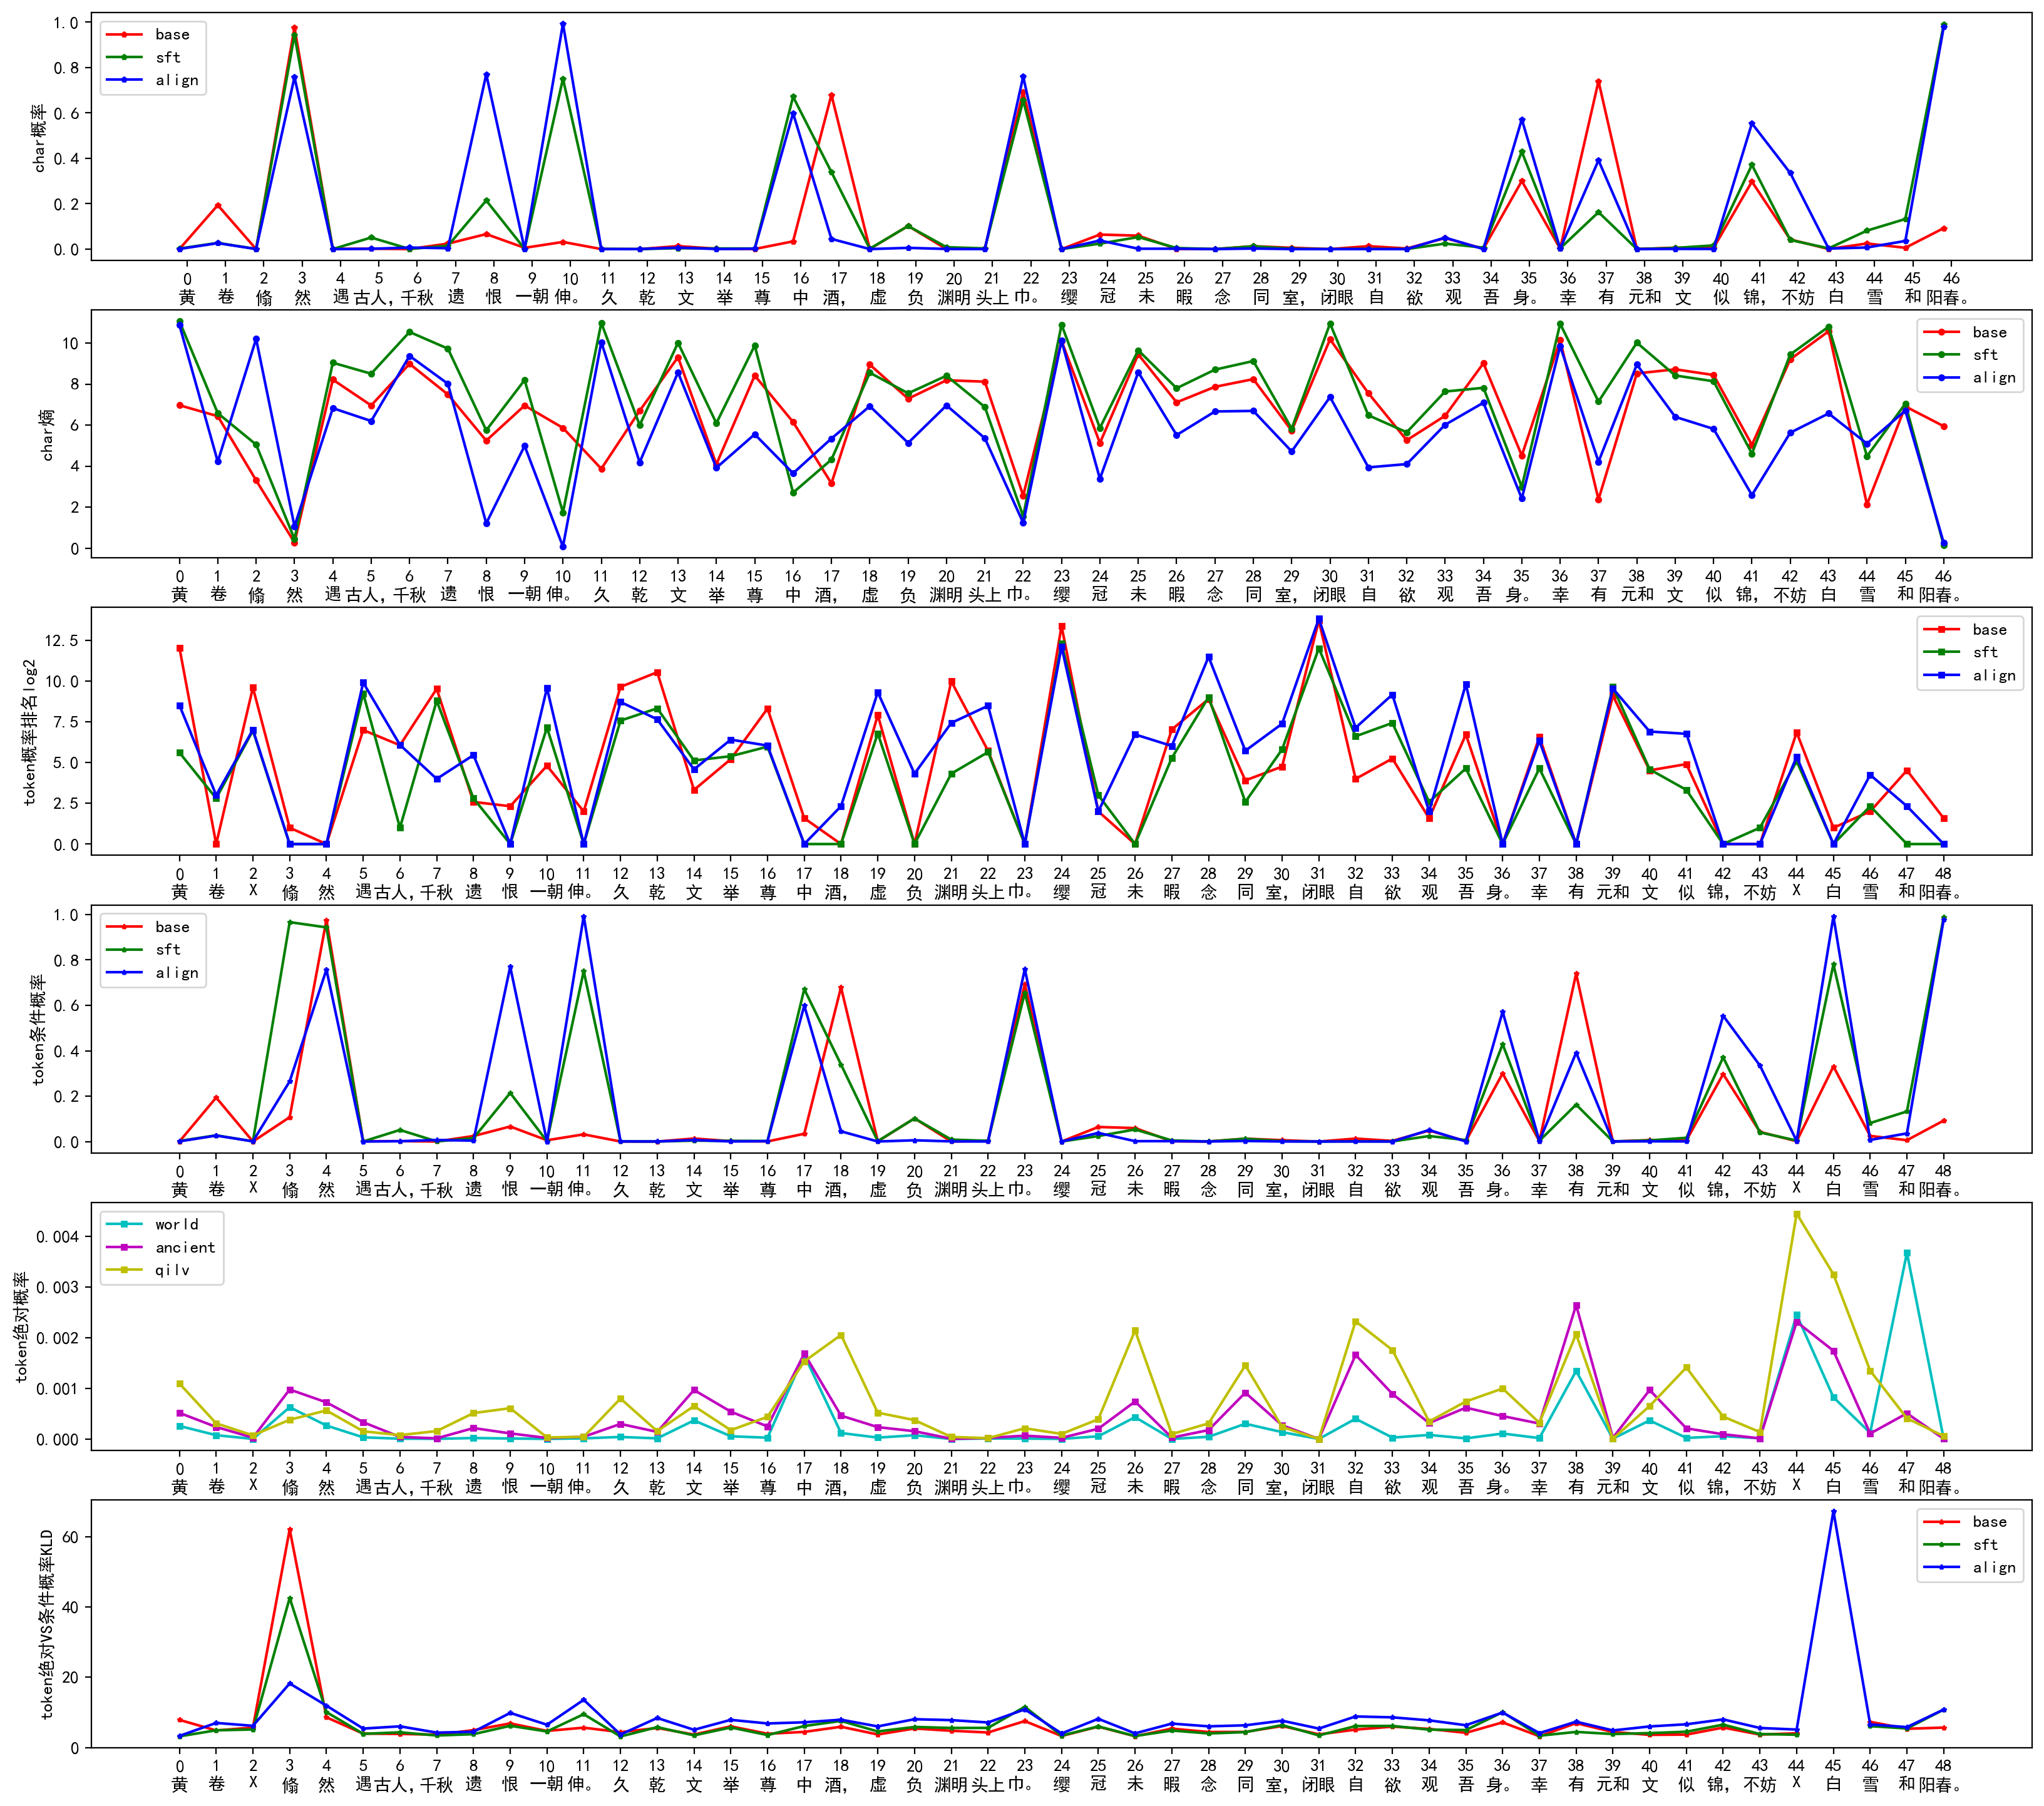 char概率
1.0
0.8
0.6
0.4
0.2
0.0
base
sft
align
0 1 2 3 4 5 6 7 8 9 10 11 12 13 14 15 16 17 18 19 20 21 22 23 24 25 26 27 28 29 30 31 32 33 34 35 36 37 38 39 40 41 42 43 44 45 46
黄 卷 翛 然 遇 古人, 千秋 遗 恨 一朝 伸。 久 乾 文 举 尊 中 酒, 虚 负 渊明 头上 巾。 缨 冠 未 暇 念 同 室, 闭眼 自 欲 观 吾 身。 幸 有 元和 文 似 锦, 不妨 白 雪 和 阳春。
char熵
10
8
6
4
2
0
base
sft
align
0 1 2 3 4 5 6 7 8 9 10 11 12 13 14 15 16 17 18 19 20 21 22 23 24 25 26 27 28 29 30 31 32 33 34 35 36 37 38 39 40 41 42 43 44 45 46
黄 卷 翛 然 遇 古人, 千秋 遗 恨 一朝 伸。 久 乾 文 举 尊 中 酒, 虚 负 渊明 头上 巾。 缨 冠 未 暇 念 同 室, 闭眼 自 欲 观 吾 身。 幸 有 元和 文 似 锦, 不妨 白 雪 和 阳春。
token概率排名log2
12.5
10.0
7.5
5.0
2.5
0.0
base
sft
align
0 1 2 3 4 5 6 7 8 9 10 11 12 13 14 15 16 17 18 19 20 21 22 23 24 25 26 27 28 29 30 31 32 33 34 35 36 37 38 39 40 41 42 43 44 45 46 47 48
黄 卷 X 翛 然 遇 古人, 千秋 遗 恨 一朝 伸。 久 乾 文 举 尊 中 酒, 虚 负 渊明 头上 巾。 缨 冠 未 暇 念 同 室, 闭眼 自 欲 观 吾 身。 幸 有 元和 文 似 锦, 不妨 X 白 雪 和 阳春。
token条件概率
1.0
0.8
0.6
0.4
0.2
0.0
base
sft
align
0 1 2 3 4 5 6 7 8 9 10 11 12 13 14 15 16 17 18 19 20 21 22 23 24 25 26 27 28 29 30 31 32 33 34 35 36 37 38 39 40 41 42 43 44 45 46 47 48
黄 卷 X 翛 然 遇 古人, 千秋 遗 恨 一朝 伸。 久 乾 文 举 尊 中 酒, 虚 负 渊明 头上 巾。 缨 冠 未 暇 念 同 室, 闭眼 自 欲 观 吾 身。 幸 有 元和 文 似 锦, 不妨 X 白 雪 和 阳春。
token绝对概率
0.004
0.003
0.002
0.001
0.000
world
ancient
qilv
0 1 2 3 4 5 6 7 8 9 10 11 12 13 14 15 16 17 18 19 20 21 22 23 24 25 26 27 28 29 30 31 32 33 34 35 36 37 38 39 40 41 42 43 44 45 46 47 48
黄 卷 X 翛 然 遇 古人, 千秋 遗 恨 一朝 伸。 久 乾 文 举 尊 中 酒, 虚 负 渊明 头上 巾。 缨 冠 未 暇 念 同 室, 闭眼 自 欲 观 吾 身。 幸 有 元和 文 似 锦, 不妨 X 白 雪 和 阳春。
token绝对VS条件概率KLD
60
40
20
0
base
sft
align
0 1 2 3 4 5 6 7 8 9 10 11 12 13 14 15 16 17 18 19 20 21 22 23 24 25 26 27 28 29 30 31 32 33 34 35 36 37 38 39 40 41 42 43 44 45 46 47 48
黄 卷 X 翛 然 遇 古人, 千秋 遗 恨 一朝 伸。 久 乾 文 举 尊 中 酒, 虚 负 渊明 头上 巾。 缨 冠 未 暇 念 同 室, 闭眼 自 欲 观 吾 身。 幸 有 元和 文 似 锦, 不妨 X 白 雪 和 阳春。